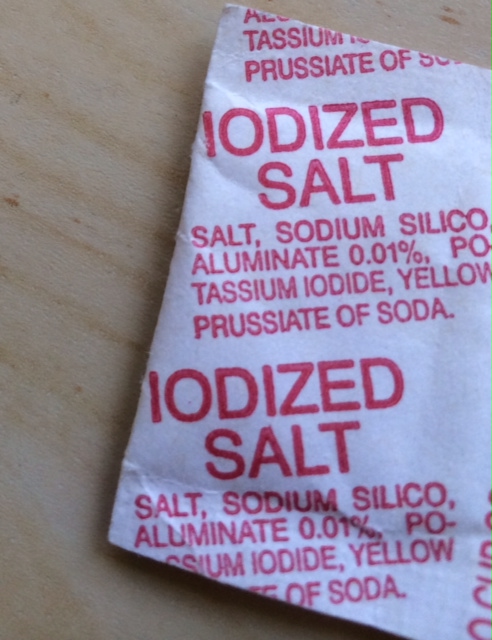 TASSIUM
PRUSSIATE OF
IODIZED
SALT
SALT, SODIUM SILICO,
ALUMINATE 0.01%, PO-
TASSIUM IODIDE, YELLOW
PRUSSIATE OF SODA.
IODIZED
SALT
SALT, SODIUM SILICO,
ALUMINATE 0.01%, PO-
SSIUM IODIDE, YELLOW
OF SODA.